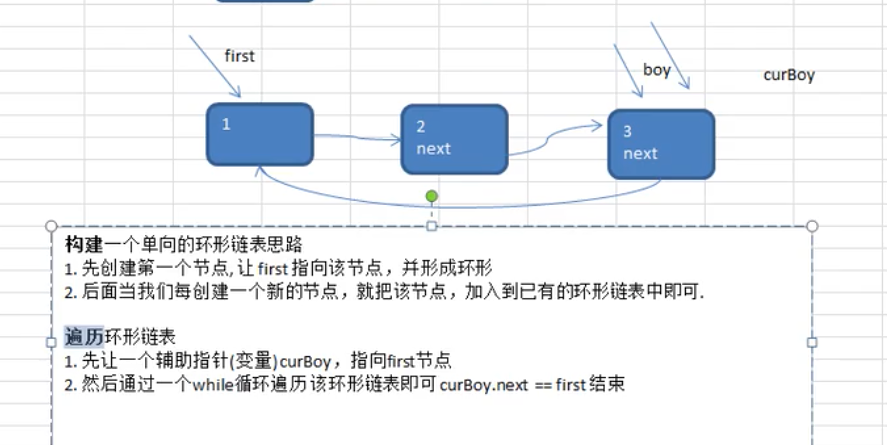 first
boy
curBoy
1
2
next
3
next
构建一个单向的环形链表思路
1. 先创建第一个节点, 让 first 指向该节点，并形成环形
2. 后面当我们每创建一个新的节点，就把该节点，加入到已有的环形链表中即可.
遍历环形链表
1. 先让一个辅助指针(变量) curBoy，指向first节点
2. 然后通过一个while循环遍历该环形链表即可 curBoy.next == first 结束